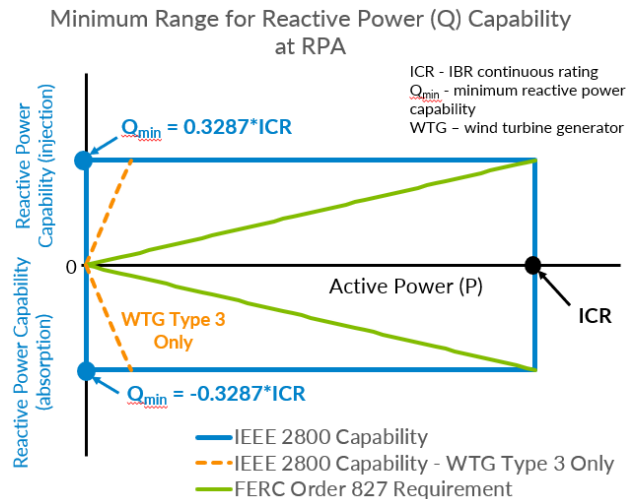 Minimum Range for Reactive Power (Q) Capability
at RPA
ICR - IBR continuous rating
Qmin - minimum reactive power
capability
WTG – wind turbine generator
Reactive Power
Capability (injection)
Qmin = 0.3287*ICR
0
Active Power (P)
ICR
WTG Type 3
Only
Reactive Power Capability
(absorption)
Qmin = -0.3287*ICR
IEEE 2800 Capability
IEEE 2800 Capability - WTG Type 3 Only
FERC Order 827 Requirement